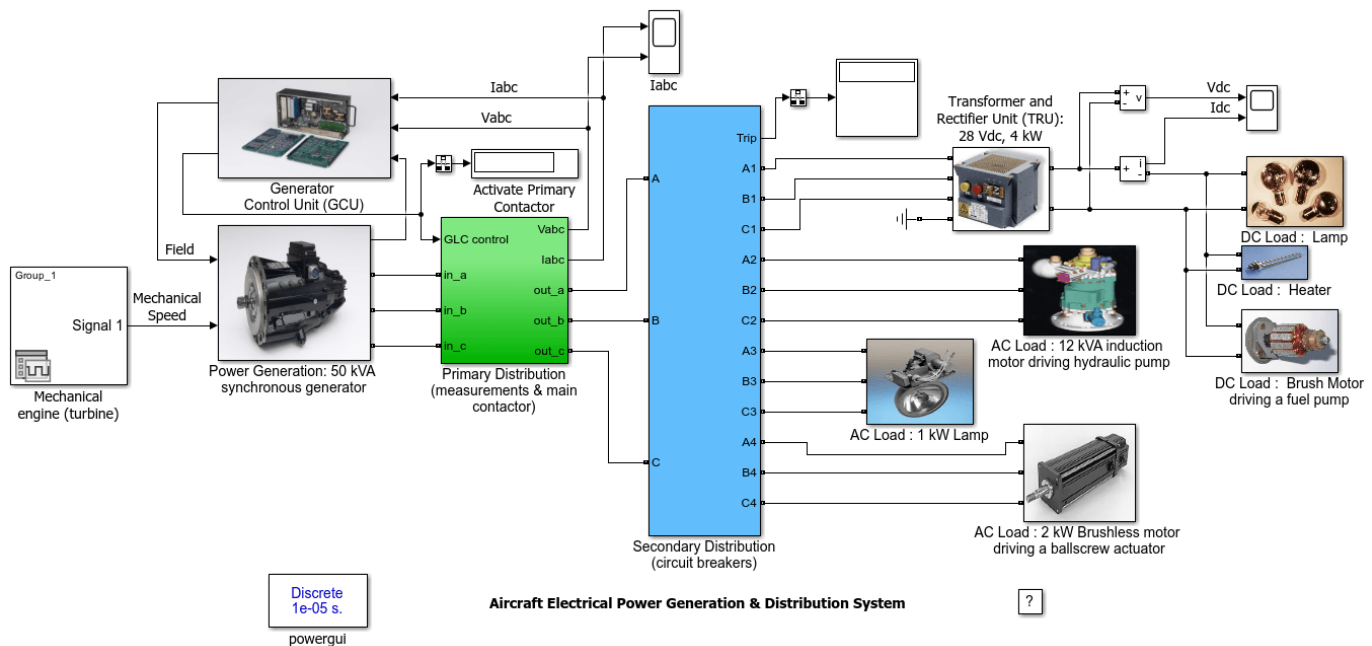 Iabc
Vabc
Iabc
Generator
Control Unit (GCU)
Activate Primary
Contactor
Field
Group_1
Signal 1
Mechanical
engine (turbine)
Mechanical
Speed
Power Generation: 50 kVA
synchronous generator
GLC control
in_a
in_b
in_c
Vabc
Iabc
out_a
out_b
out_c
Primary Distribution
(measurements & main
contactor)
A
B
C
Trip
A1
B1
C1
A2
B2
C2
A3
B3
C3
A4
B4
C4
Secondary Distribution
(circuit breakers)
Transformer and
Rectifier Unit (TRU):
28 Vdc, 4 kW
+
-
v
+
-
i
Vdc
Idc
DC Load : Lamp
DC Load : Heater
DC Load : Brush Motor
driving a fuel pump
AC Load : 12 kVA induction
motor driving hydraulic pump
AC Load : 1 kW Lamp
AC Load : 2 kW Brushless motor
driving a ballscrew actuator
Discrete
1e-05 s.
powergui
Aircraft Electrical Power Generation & Distribution System
?